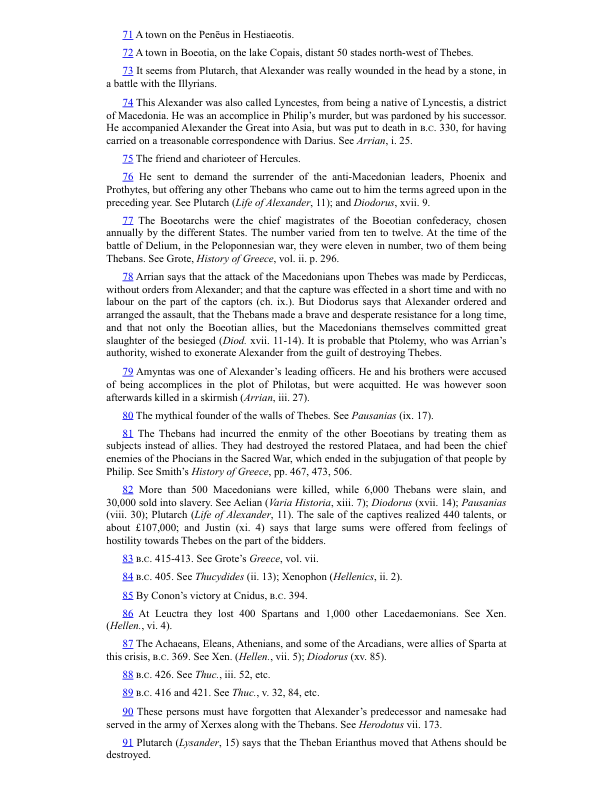 71 A town on the Penēus in Hestiaeotis.
72 A town in Boeotia, on the lake Copais, distant 50 stades north-west of Thebes.
73 It seems from Plutarch, that Alexander was really wounded in the head by a stone, in
a battle with the Illyrians.
74 This Alexander was also called Lyncestes, from being a native of Lyncestis, a district
of Macedonia. He was an accomplice in Philip’s murder, but was pardoned by his successor.
He accompanied Alexander the Great into Asia, but was put to death in B.C. 330, for having
carried on a treasonable correspondence with Darius. See Arrian, i. 25.
75 The friend and charioteer of Hercules.
76 He sent to demand the surrender of the anti-Macedonian leaders, Phoenix and
Prothytes, but offering any other Thebans who came out to him the terms agreed upon in the
preceding year. See Plutarch (Life of Alexander, 11); and Diodorus, xvii. 9.
77 The Boeotarchs were the chief magistrates of the Boeotian confederacy, chosen
annually by the different States. The number varied from ten to twelve. At the time of the
battle of Delium, in the Peloponnesian war, they were eleven in number, two of them being
Thebans. See Grote, History of Greece, vol. ii. p. 296.
78 Arrian says that the attack of the Macedonians upon Thebes was made by Perdiccas,
without orders from Alexander; and that the capture was effected in a short time and with no
labour on the part of the captors (ch. ix.). But Diodorus says that Alexander ordered and
arranged the assault, that the Thebans made a brave and desperate resistance for a long time,
and that not only the Boeotian allies, but the Macedonians themselves committed great
slaughter of the besieged (Diod. xvii. 11-14). It is probable that Ptolemy, who was Arrian’s
authority, wished to exonerate Alexander from the guilt of destroying Thebes.
79 Amyntas was one of Alexander’s leading officers. He and his brothers were accused
of being accomplices in the plot of Philotas, but were acquitted. He was however soon
afterwards killed in a skirmish (Arrian, iii. 27).
80 The mythical founder of the walls of Thebes. See Pausanias (ix. 17).
81 The Thebans had incurred the enmity of the other Boeotians by treating them as
subjects instead of allies. They had destroyed the restored Plataea, and had been the chief
enemies of the Phocians in the Sacred War, which ended in the subjugation of that people by
Philip. See Smith’s History of Greece, pp. 467, 473, 506.
82 More than 500 Macedonians were killed, while 6,000 Thebans were slain, and
30,000 sold into slavery. See Aelian (Varia Historia, xiii. 7); Diodorus (xvii. 14); Pausanias
(viii. 30); Plutarch (Life of Alexander, 11). The sale of the captives realized 440 talents, or
about £107,000; and Justin (xi. 4) says that large sums were offered from feelings of
hostility towards Thebes on the part of the bidders.
83 B.C. 415-413. See Grote’s Greece, vol. vii.
84 B.C. 405. See Thucydides (ii. 13); Xenophon (Hellenics, ii. 2).
85 By Conon’s victory at Cnidus, B.C. 394.
86 At Leuctra they lost 400 Spartans and 1,000 other Lacedaemonians. See Xen.
(Hellen., vi. 4).
87 The Achaeans, Eleans, Athenians, and some of the Arcadians, were allies of Sparta at
this crisis, B.C. 369. See Xen. (Hellen., vii. 5); Diodorus (xv. 85).
88 B.C. 426. See Thuc., iii. 52, etc.
89 B.C. 416 and 421. See Thuc., v. 32, 84, etc.
90 These persons must have forgotten that Alexander’s predecessor and namesake had
served in the army of Xerxes along with the Thebans. See Herodotus vii. 173.
91 Plutarch (Lysander, 15) says that the Theban Erianthus moved that Athens should be
destroyed.